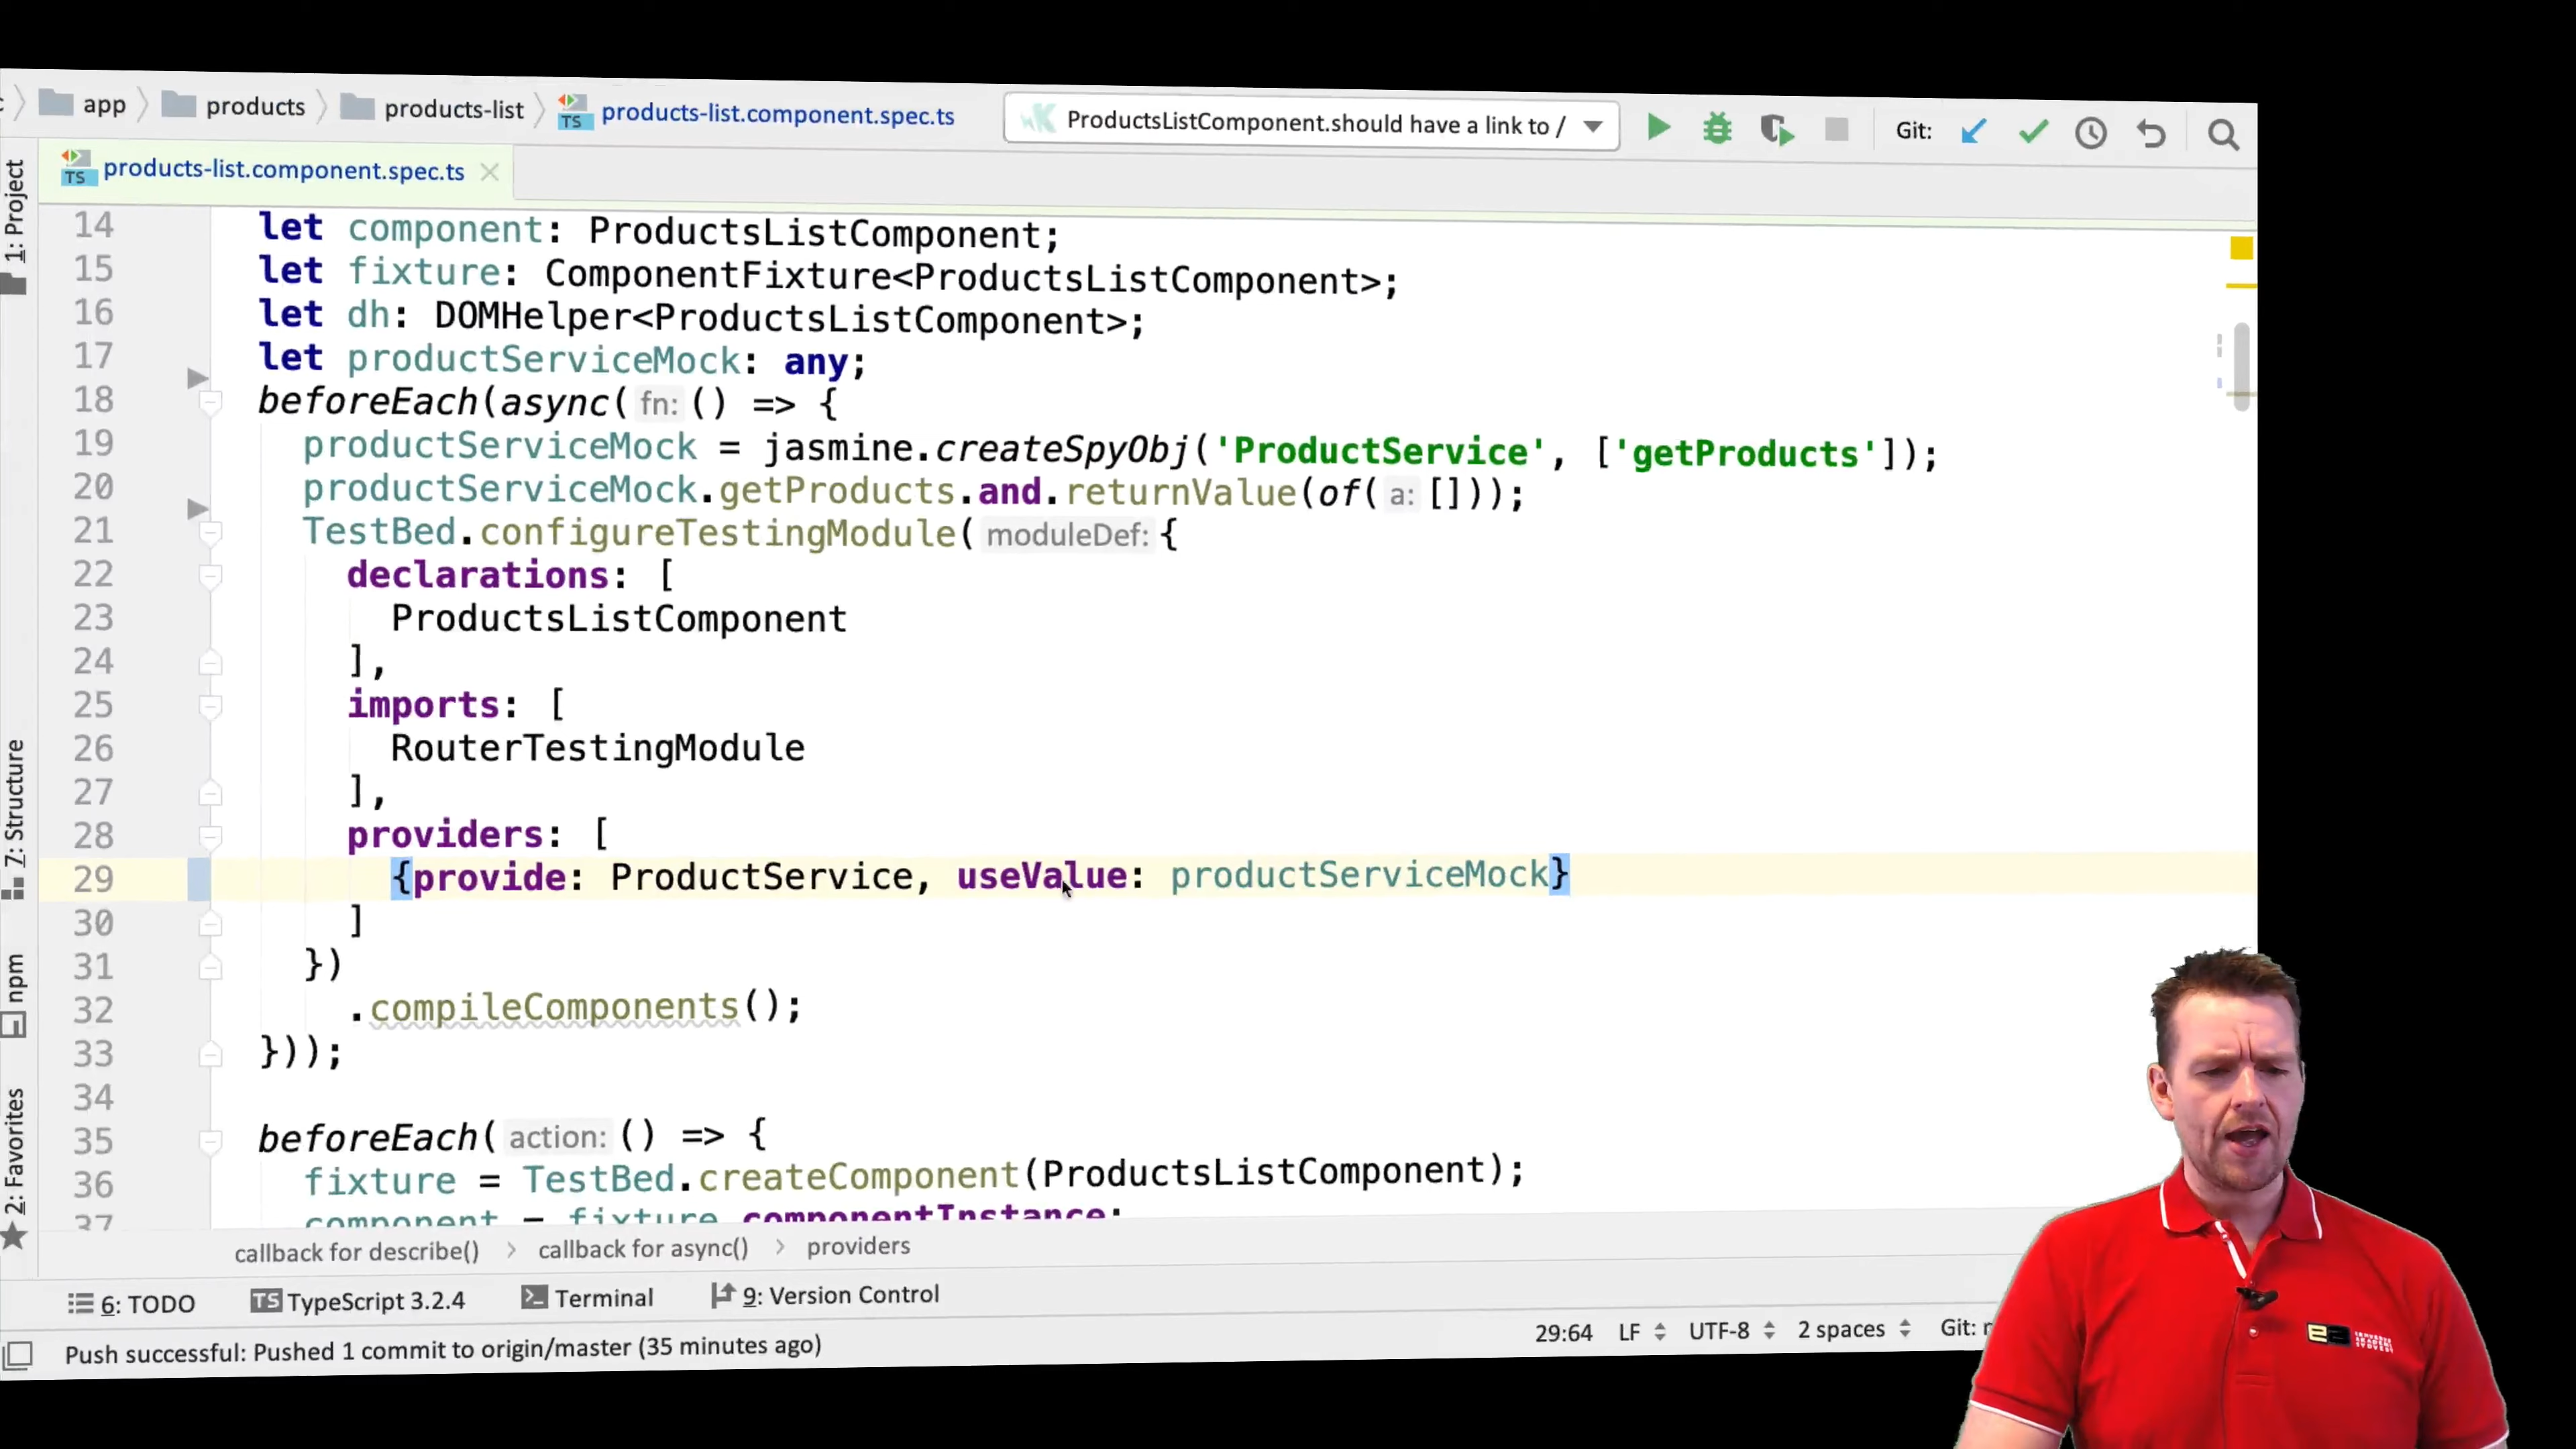 app products products-list products-list.component.spec.ts ProductsListComponent.should have a link to / Git:
products-list.component.spec.ts
1: Project
7: Structure
npm
2: Favorites
14 let component: ProductsListComponent;
15 let fixture: ComponentFixture<ProductsListComponent>;
16 let dh: DOMHelper<ProductsListComponent>;
17 let productServiceMock: any;
18 beforeEach(async( fn: () => {
19 productServiceMock = jasmine.createSpyObj('ProductService', ['getProducts']);
20 productServiceMock.getProducts.and.returnValue(of( a: []));
21 TestBed.configureTestingModule( moduleDef: {
22 declarations: [
23 ProductsListComponent
24 ],
25 imports: [
26 RouterTestingModule
27 ],
28 providers: [
29 {provide: ProductService, useValue: productServiceMock}
30 ]
31 })
32 .compileComponents();
33 }));
34
35 beforeEach( action: () => {
36 fixture = TestBed.createComponent(ProductsListComponent);
37 component = fixture.componentInstance;
callback for describe() > callback for async() > providers
6: TODO TS TypeScript 3.2.4 Terminal 9: Version Control
Push successful: Pushed 1 commit to origin/master (35 minutes ago) 29:64 LF UTF-8 2 spaces Git: